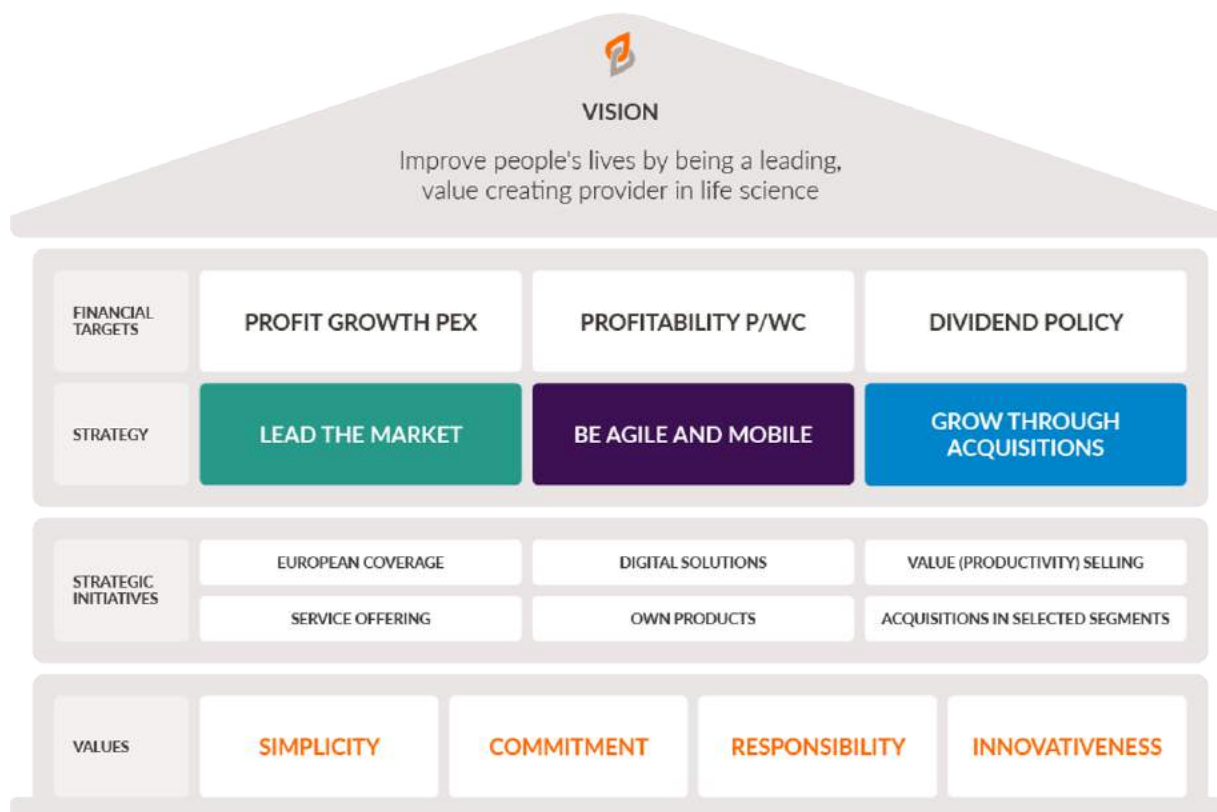 VISION
Improve people's lives by being a leading,
value creating provider in life science
FINANCIAL
TARGETS
PROFIT GROWTH PEX
PROFITABILITY P/WC
DIVIDEND POLICY
STRATEGY
LEAD THE MARKET
BE AGILE AND MOBILE
GROW THROUGH
ACQUISITIONS
STRATEGIC
INITIATIVES
EUROPEAN COVERAGE
DIGITAL SOLUTIONS
VALUE (PRODUCTIVITY) SELLING
SERVICE OFFERING
OWN PRODUCTS
ACQUISITIONS IN SELECTED SEGMENTS
VALUES
SIMPLICITY
COMMITMENT
RESPONSIBILITY
INNOVATIVENESS